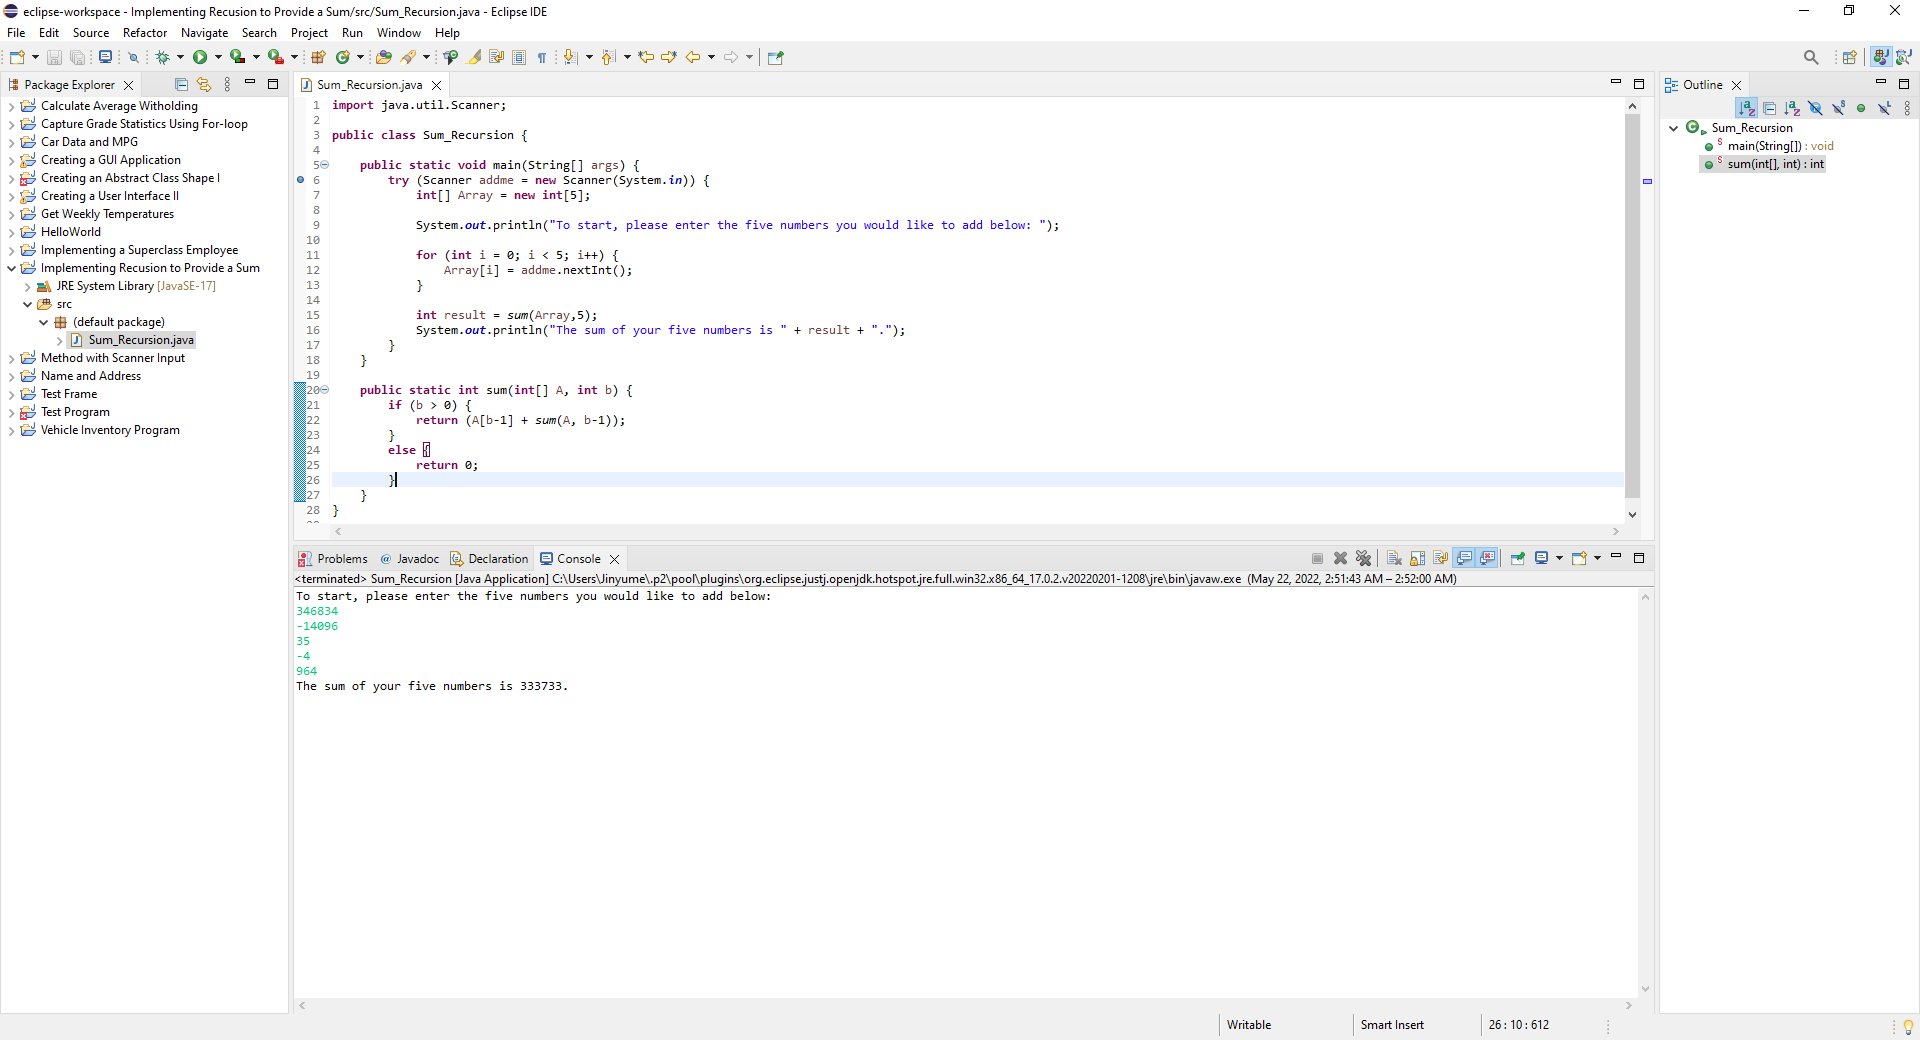 eclipse-workspace - Implementing Recusion to Provide a Sum/src/Sum_Recursion.java - Eclipse IDE
File Edit Source Refactor Navigate Search Project Run Window Help
Package Explorer
Calculate Average Witholding
Capture Grade Statistics Using For-loop
Car Data and MPG
Creating a GUI Application
Creating an Abstract Class Shape I
Creating a User Interface II
Get Weekly Temperatures
HelloWorld
Implementing a Superclass Employee
Implementing Recusion to Provide a Sum
JRE System Library [JavaSE-17]
src
(default package)
Sum_Recursion.java
Method with Scanner Input
Name and Address
Test Frame
Test Program
Vehicle Inventory Program
Sum_Recursion.java
1 import java.util.Scanner;
2
3 public class Sum_Recursion {
4
5 public static void main(String[] args) {
6 try (Scanner addme = new Scanner(System.in)) {
7 int[] Array = new int[5];
8
9 System.out.println("To start, please enter the five numbers you would like to add below: ");
10
11 for (int i = 0; i < 5; i++) {
12 Array[i] = addme.nextInt();
13 }
14
15 int result = sum(Array,5);
16 System.out.println("The sum of your five numbers is " + result + ".");
17 }
18 }
19
20 public static int sum(int[] A, int b) {
21 if (b > 0) {
22 return (A[b-1] + sum(A, b-1));
23 }
24 else {
25 return 0;
26 }
27 }
28 }
Problems @ Javadoc Declaration Console
<terminated> Sum_Recursion [Java Application] C:\Users\Jinyume\.p2\pool\plugins\org.eclipse.justj.openjdk.hotspot.jre.full.win32.x86_64_17.0.2.v20220201-1208\jre\bin\javaw.exe (May 22, 2022, 2:51:43 AM – 2:52:00 AM)
To start, please enter the five numbers you would like to add below:
346834
-14096
35
-4
964
The sum of your five numbers is 333733.
Outline
Sum_Recursion
main(String[]) : void
sum(int[], int) : int
Writable Smart Insert 26 : 10 : 612